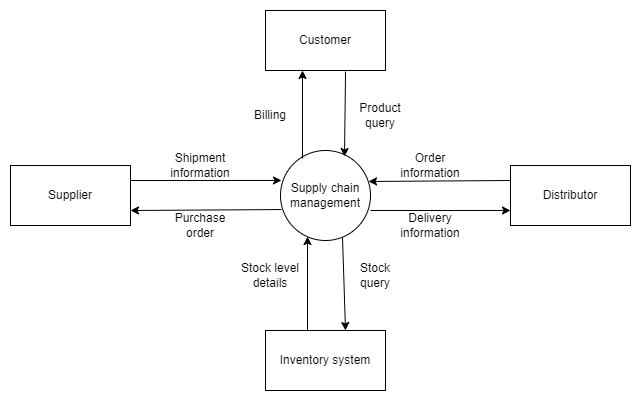 Customer
Billing
Product
query
Shipment
information
Order
information
Supplier
Supply chain
management
Distributor
Purchase
order
Delivery
information
Stock level
details
Stock
query
Inventory system